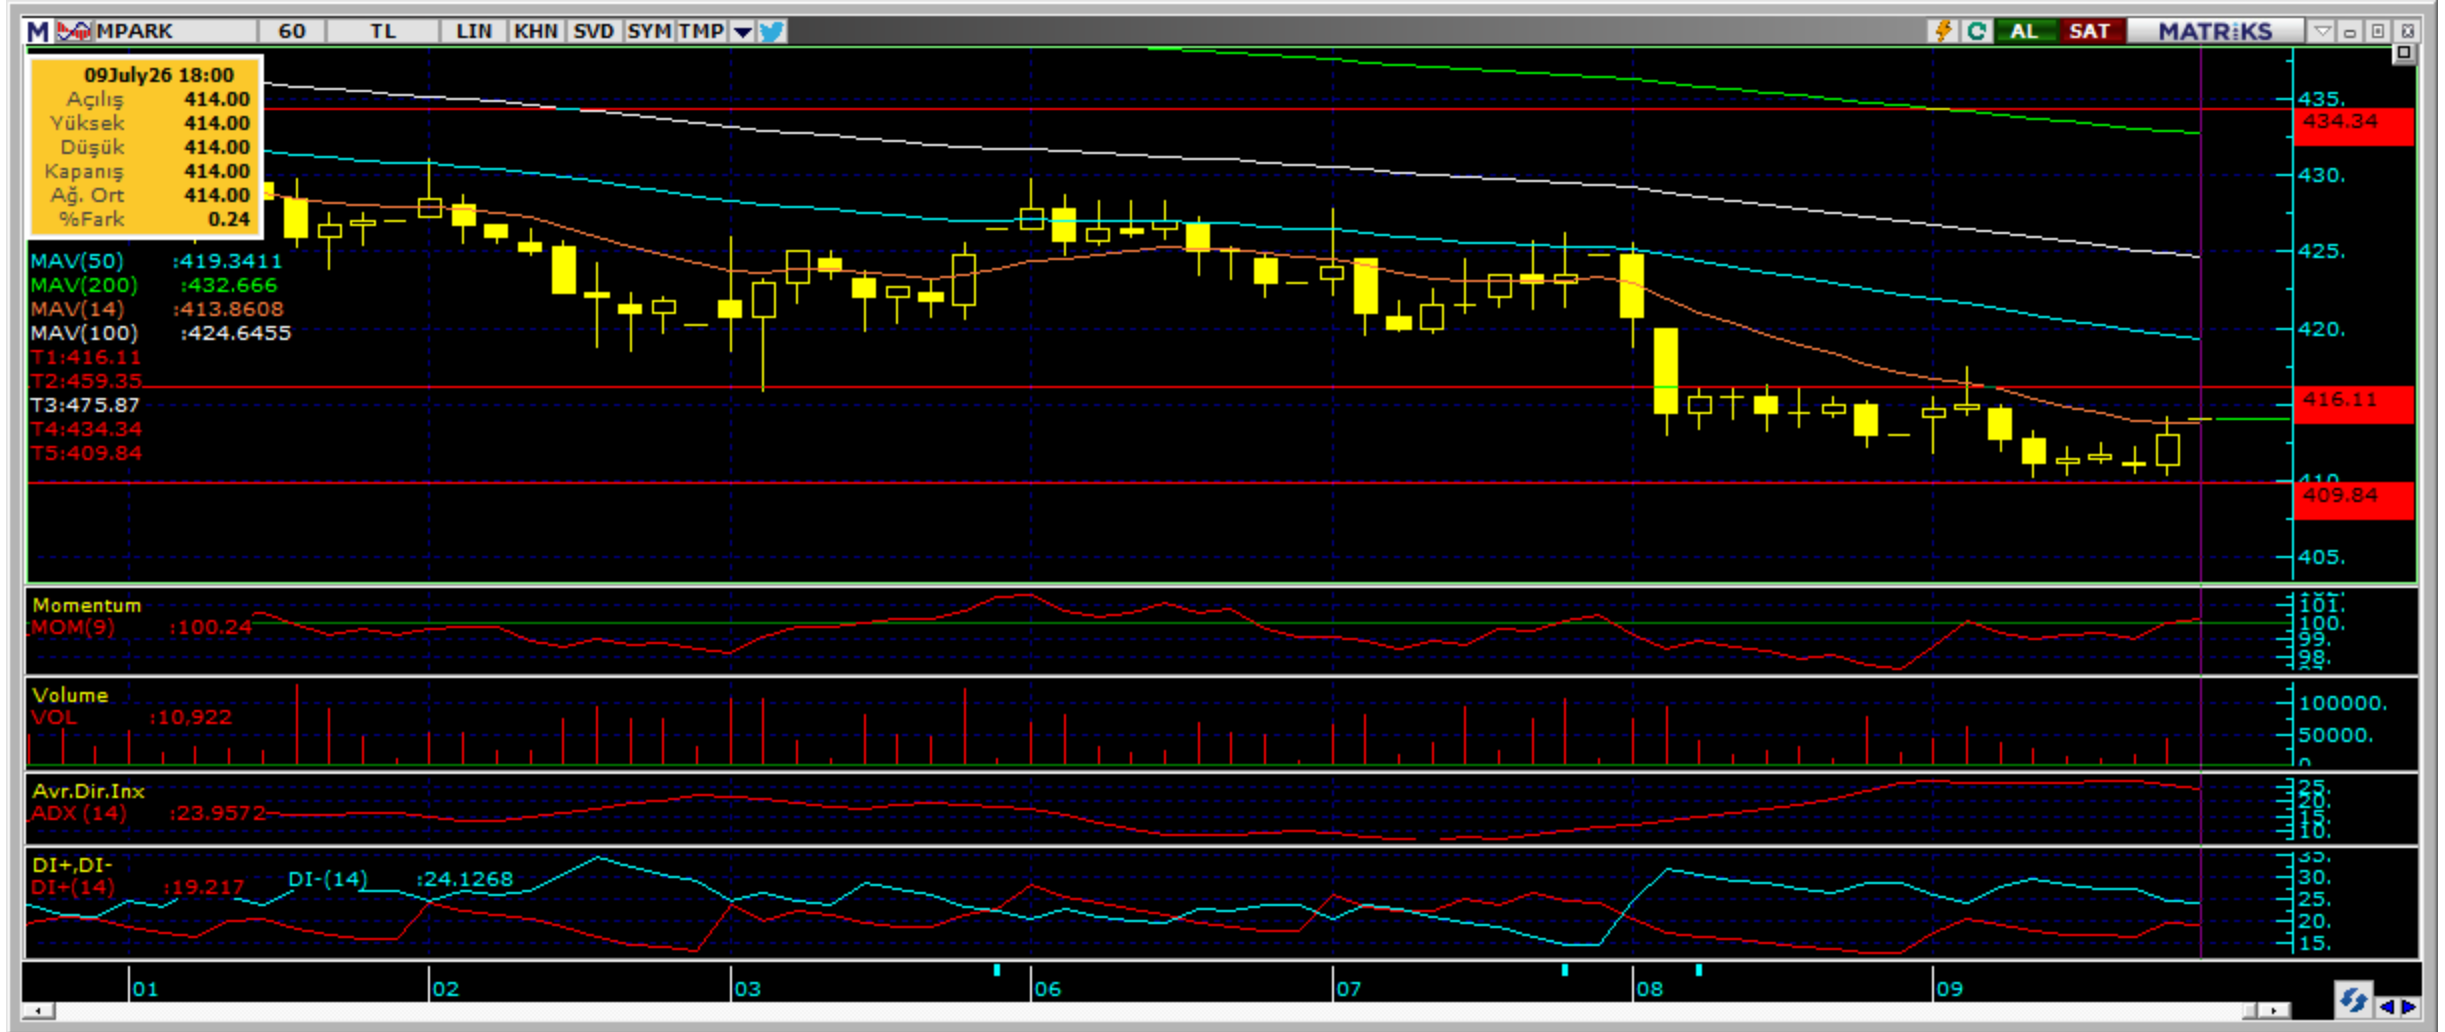 M MPARK 60 TL LIN KHN SVD SYM TMP AL SAT MATRİKS
09July26 18:00
Açılış 414.00
Yüksek 414.00
Düşük 414.00
Kapanış 414.00
Ağ. Ort 414.00
%Fark 0.24
MAV(50) :419.3411
MAV(200) :432.666
MAV(14) :413.8608
MAV(100) :424.6455
T1:416.11
T2:459.35
T3:475.87
T4:434.34
T5:409.84
435.
434.34
430.
425.
420.
416.11
410.
409.84
405.
Momentum
MOM(9) :100.24
101.
100.
99.
98.
Volume
VOL :10,922
100000.
50000.
0
Avr.Dir.Inx
ADX (14) :23.9572
25.
20.
15.
10.
DI+,DI-
DI+(14) :19.217 DI-(14) :24.1268
35.
30.
25.
20.
15.
01 02 03 06 07 08 09